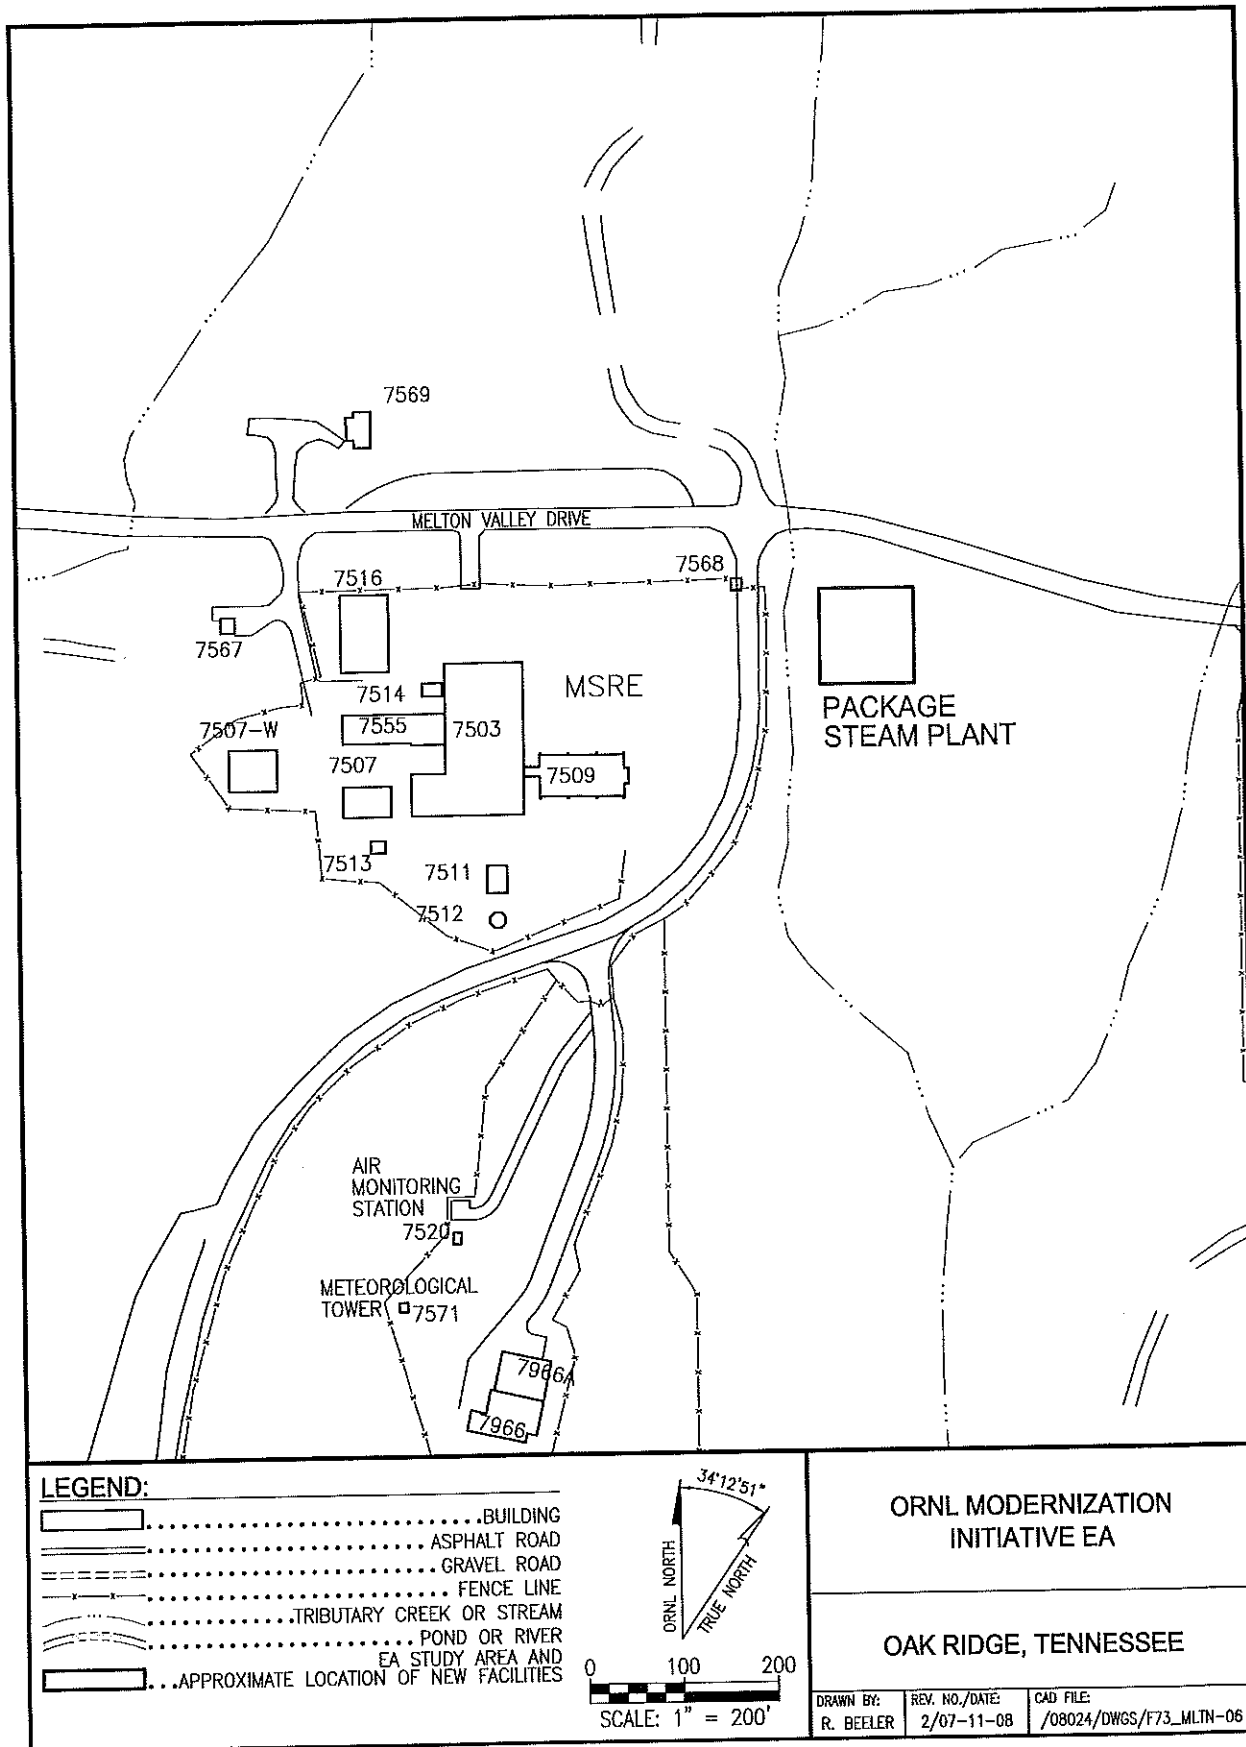 7569
MELTON VALLEY DRIVE
7516
7568
7567
7514
MSRE
7507-W
7555
7503
PACKAGE
STEAM PLANT
7507
7509
7513
7511
7512
AIR
MONITORING
STATION
7520
METEOROLOGICAL
TOWER
7571
7966A
7966
LEGEND:
BUILDING
ASPHALT ROAD
GRAVEL ROAD
FENCE LINE
TRIBUTARY CREEK OR STREAM
POND OR RIVER
EA STUDY AREA AND
APPROXIMATE LOCATION OF NEW FACILITIES
34°12'51"
ORNL NORTH
TRUE NORTH
0 100 200
SCALE: 1" = 200'
ORNL MODERNIZATION
INITIATIVE EA
OAK RIDGE, TENNESSEE
DRAWN BY:
R. BEELER
REV. NO./DATE:
2/07-11-08
CAD FILE:
/08024/DWGS/F73_MLTN-06